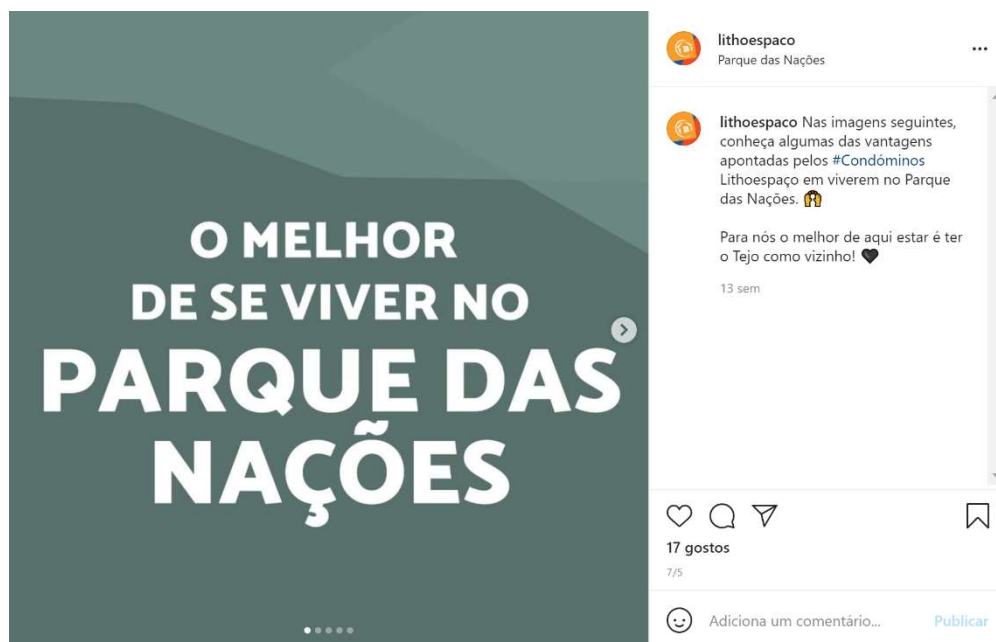 O MELHOR
DE SE VIVER NO
PARQUE DAS
NAÇÕES
lithoespaco
Parque das Nações
lithoespaco Nas imagens seguintes,
conheça algumas das vantagens
apontadas pelos #Condóminos
Lithoespaço em viverem no Parque
das Nações. 🙌
Para nós o melhor de aqui estar é ter
o Tejo como vizinho! 🖤
13 sem
17 gostos
7/5
Adiciona um comentário... Publicar